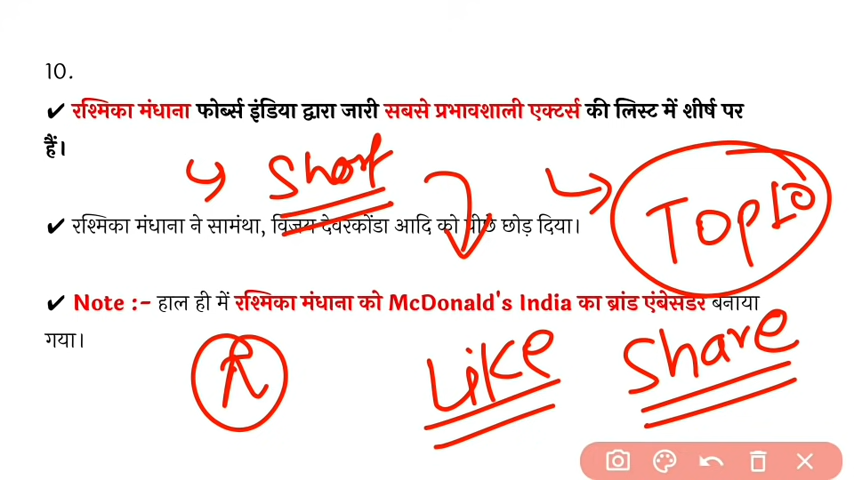 10.
✔ रश्मिका मंधाना फोर्ब्स इंडिया द्वारा जारी सबसे प्रभावशाली एक्टर्स की लिस्ट में शीर्ष पर
हैं।
Short
Top 10
✔ रश्मिका मंधाना ने सामंथा, विजय देवरकोंडा आदि को पीछे छोड़ दिया।
✔ Note :- हाल ही में रश्मिका मंधाना को McDonald's India का ब्रांड एंबेसडर बनाया
गया।
R
Like
Share